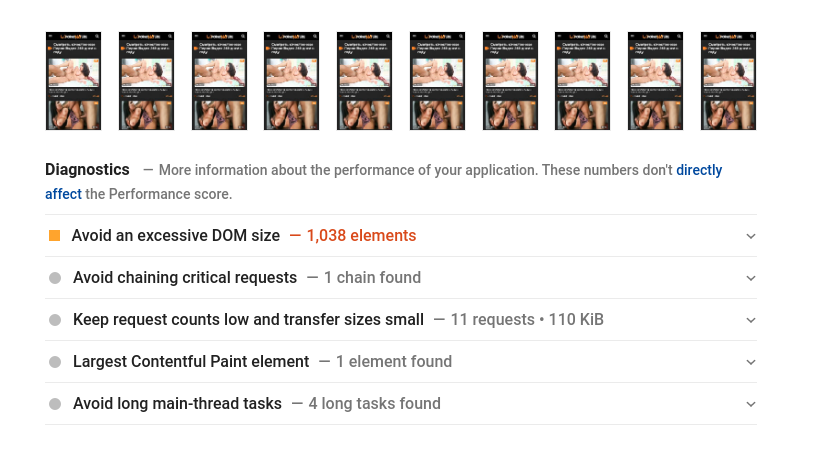 Diagnostics — More information about the performance of your application. These numbers don't directly
affect the Performance score.
Avoid an excessive DOM size — 1,038 elements
Avoid chaining critical requests — 1 chain found
Keep request counts low and transfer sizes small — 11 requests • 110 KiB
Largest Contentful Paint element — 1 element found
Avoid long main-thread tasks — 4 long tasks found